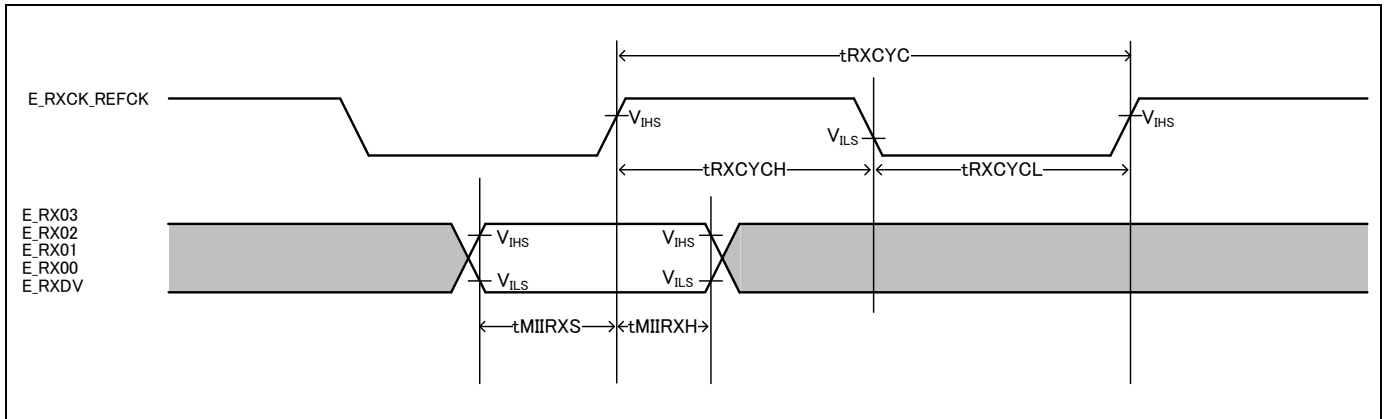 tRXCYC
E_RXCK_REFCK
VIHS
VILS
VIHS
tRXCYCH
tRXCYCL
E_RX03
E_RX02
E_RX01
E_RX00
E_RXDV
VIHS
VIHS
VILS
VILS
tMIIRXS
tMIIRXH